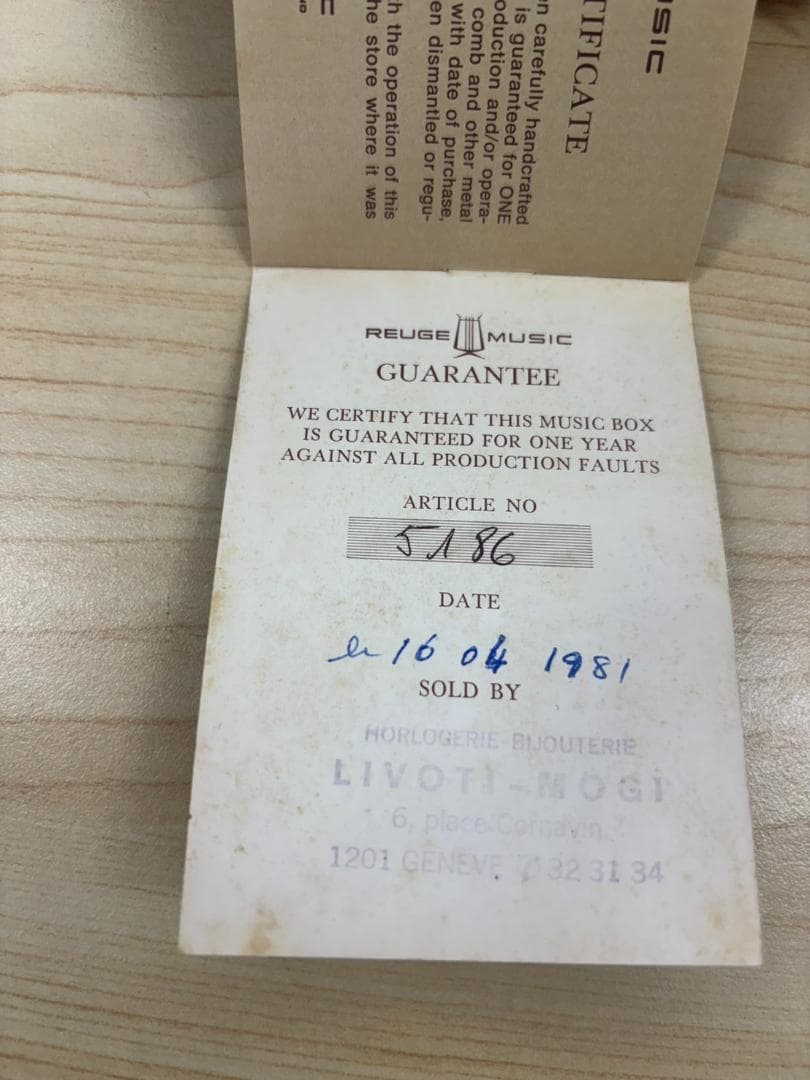 USIC
TIFICATE
n carefully handcrafted
is guaranteed for ONE
oduction and/or opera-
comb and other metal
with date of purchase,
en dismantled or regu-
th the operation of this
he store where it was
REUGE MUSIC
GUARANTEE
WE CERTIFY THAT THIS MUSIC BOX
IS GUARANTEED FOR ONE YEAR
AGAINST ALL PRODUCTION FAULTS
ARTICLE NO
5186
DATE
le 16 04 1981
SOLD BY
HORLOGERIE-BIJOUTERIE
LIVOTI-MOGI
6, place Cornavin
1201 GENEVE 32 31 34